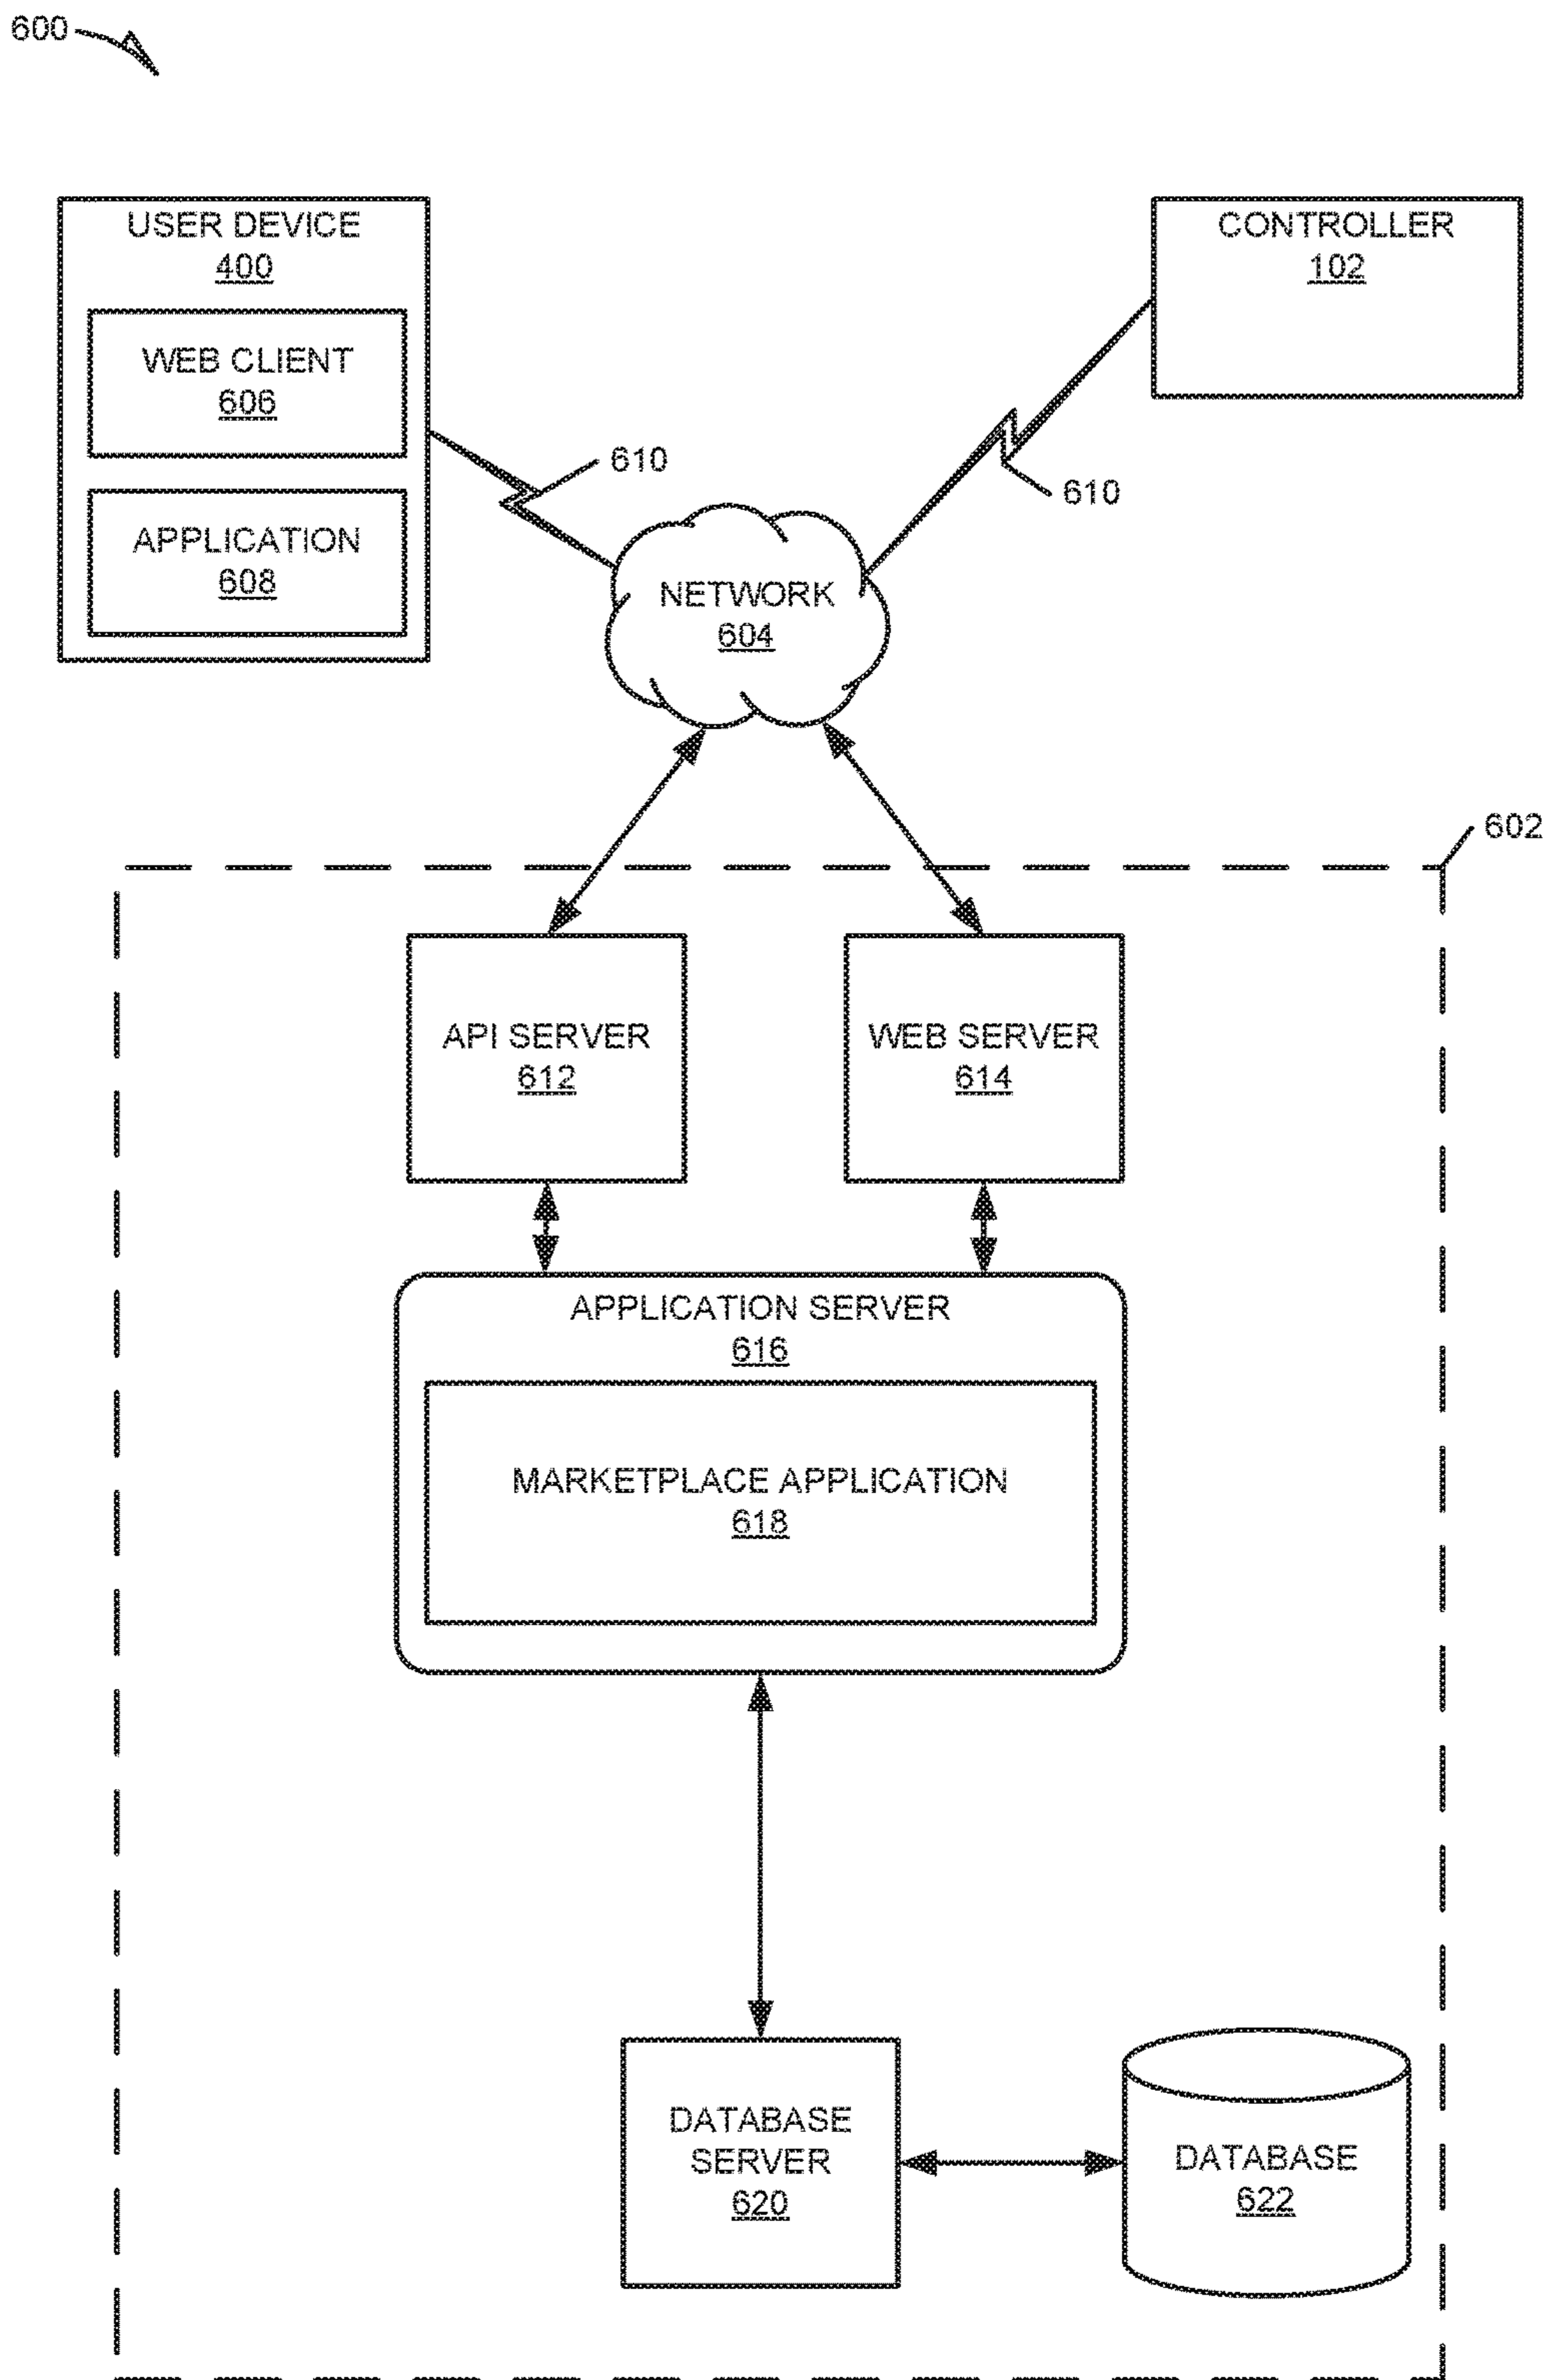 600
USER DEVICE
400
WEB CLIENT
606
APPLICATION
608
CONTROLLER
102
610
610
NETWORK
604
602
API SERVER
612
WEB SERVER
614
APPLICATION SERVER
616
MARKETPLACE APPLICATION
618
DATABASE
SERVER
620
DATABASE
622